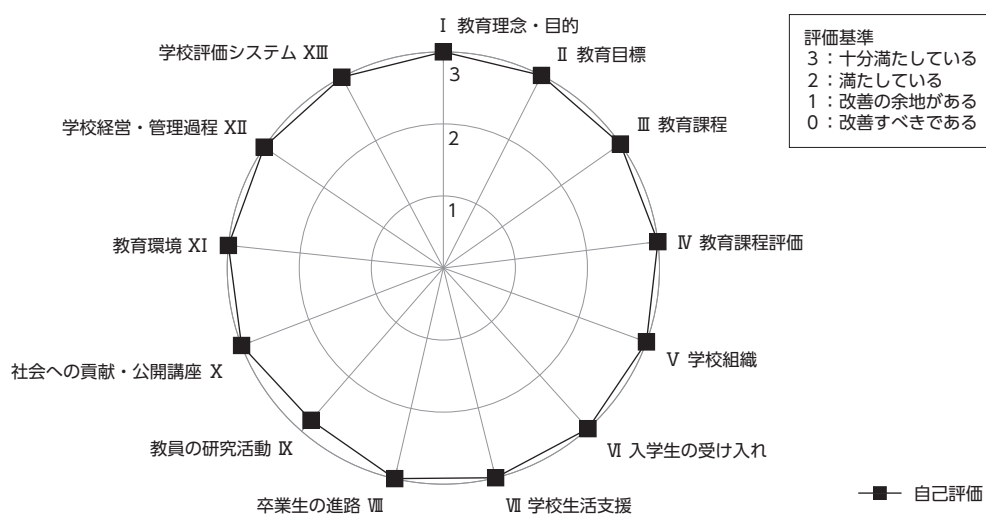 Ⅰ 教育理念・目的
Ⅱ 教育目標
Ⅲ 教育課程
Ⅳ 教育課程評価
Ⅴ 学校組織
Ⅵ 入学生の受け入れ
Ⅶ 学校生活支援
卒業生の進路 Ⅷ
教員の研究活動 Ⅸ
社会への貢献・公開講座 Ⅹ
教育環境 Ⅺ
学校経営・管理過程 Ⅻ
学校評価システム XIII
3
2
1
評価基準
3：十分満たしている
2：満たしている
1：改善の余地がある
0：改善すべきである
自己評価